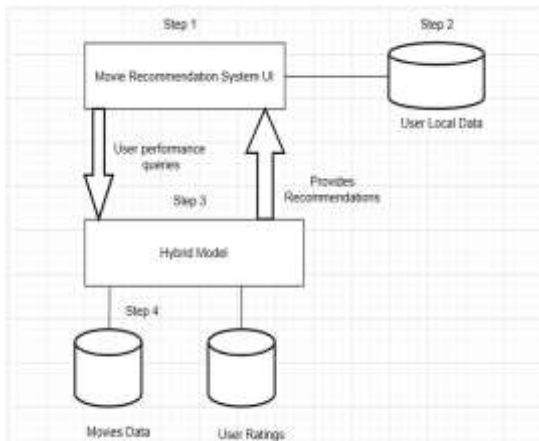 Step 1
Step 2
Movie Recommendation System UI
User Local Data
User performance
queries
Provides
Recommendations
Step 3
Hybrid Model
Step 4
Movies Data
User Ratings